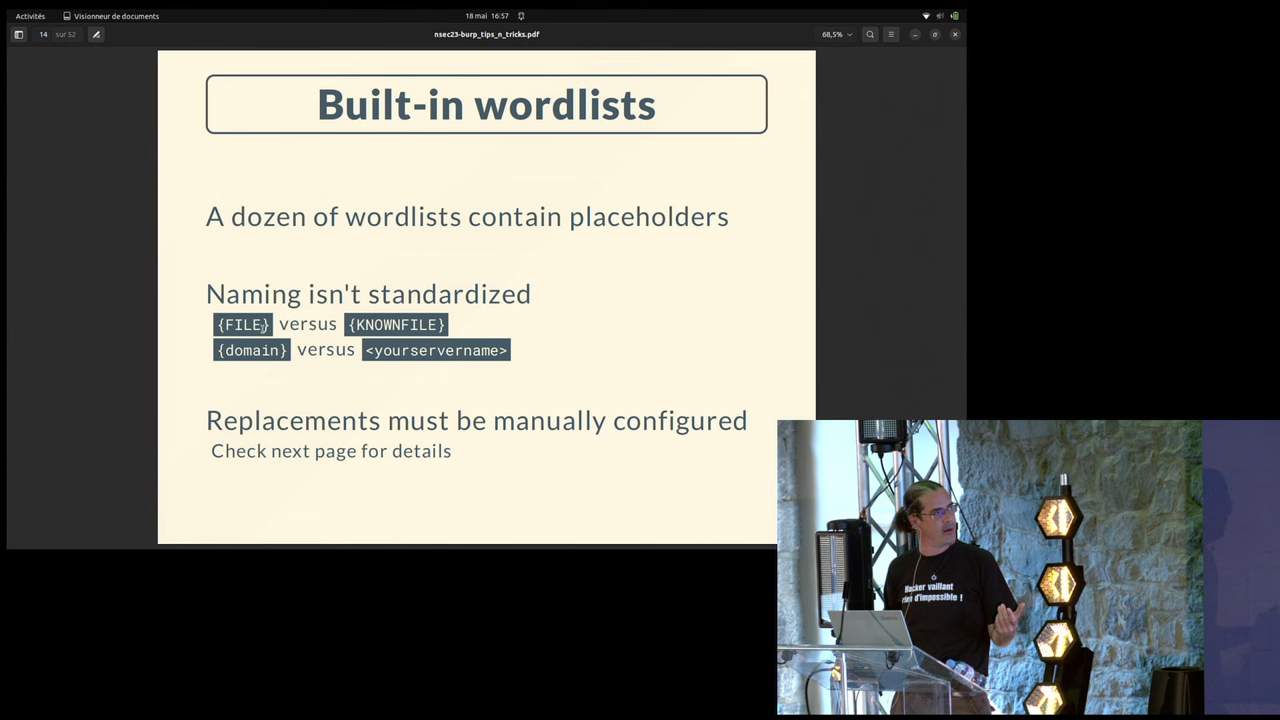 Activités
Visionneur de documents
18 mai 16:57
14 sur 52
nsec23-burp_tips_n_tricks.pdf
68,5%
Built-in wordlists
A dozen of wordlists contain placeholders
Naming isn't standardized
{FILE} versus {KNOWNFILE}
{domain} versus <yourservername>
Replacements must be manually configured
Check next page for details
Hacker vaillant
rien d'impossible !